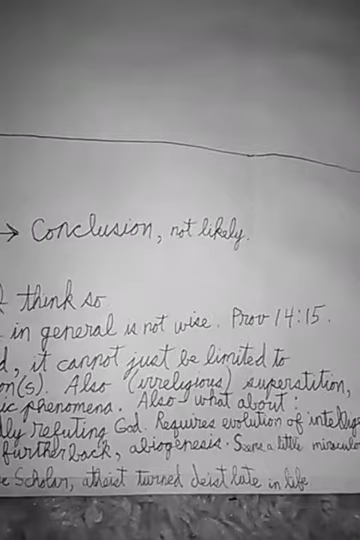 → Conclusion, not likely.
think so
in general is not wise. Prov 14:15.
, it cannot just be limited to
on(s). Also (irreligious) superstition,
ic phenomena. Also what about:
ly refuting God. Requires evolution of
further back, abiogenesis. Seems a little
Scholar, atheist turned deist late in life